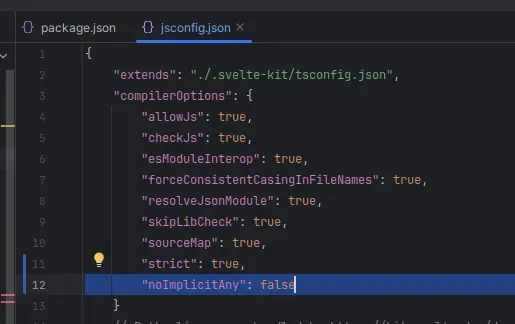 package.json
jsconfig.json
1 {
2 "extends": "./.svelte-kit/tsconfig.json",
3 "compilerOptions": {
4 "allowJs": true,
5 "checkJs": true,
6 "esModuleInterop": true,
7 "forceConsistentCasingInFileNames": true,
8 "resolveJsonModule": true,
9 "skipLibCheck": true,
10 "sourceMap": true,
11 "strict": true,
12 "noImplicitAny": false
13 }